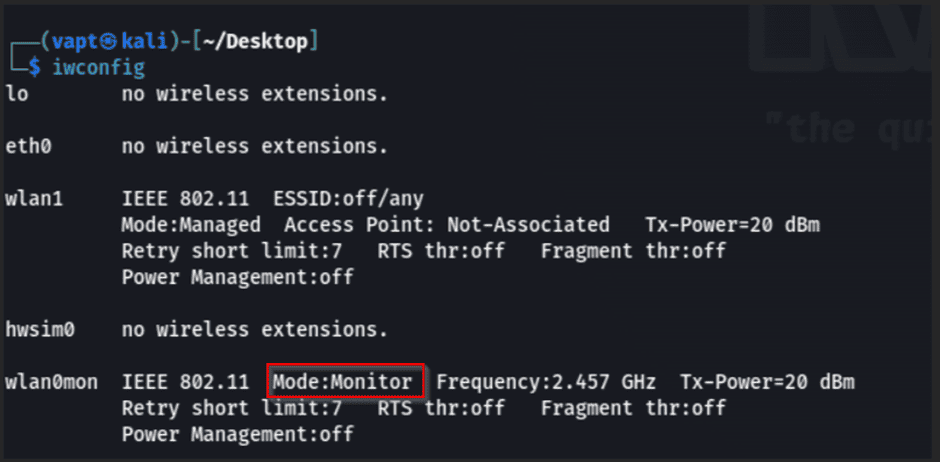 (vapt㉿kali)-[~/Desktop]
$ iwconfig
lo        no wireless extensions.
eth0      no wireless extensions.
wlan1     IEEE 802.11  ESSID:off/any
          Mode:Managed  Access Point: Not-Associated   Tx-Power=20 dBm
          Retry short limit:7   RTS thr:off   Fragment thr:off
          Power Management:off
hwsim0    no wireless extensions.
wlan0mon  IEEE 802.11  Mode:Monitor  Frequency:2.457 GHz  Tx-Power=20 dBm
          Retry short limit:7   RTS thr:off   Fragment thr:off
          Power Management:off
"the